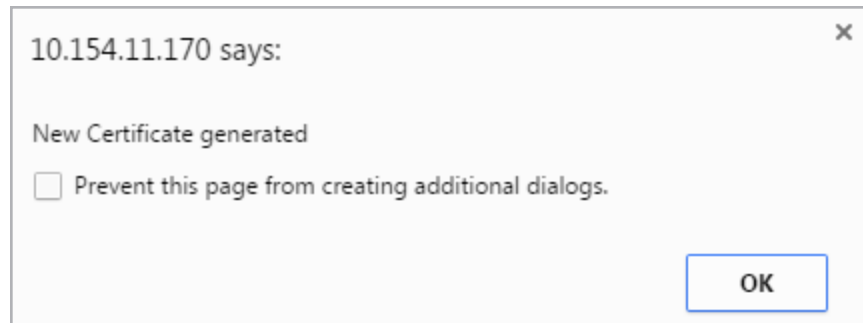 10.154.11.170 says:
New Certificate generated
Prevent this page from creating additional dialogs.
OK